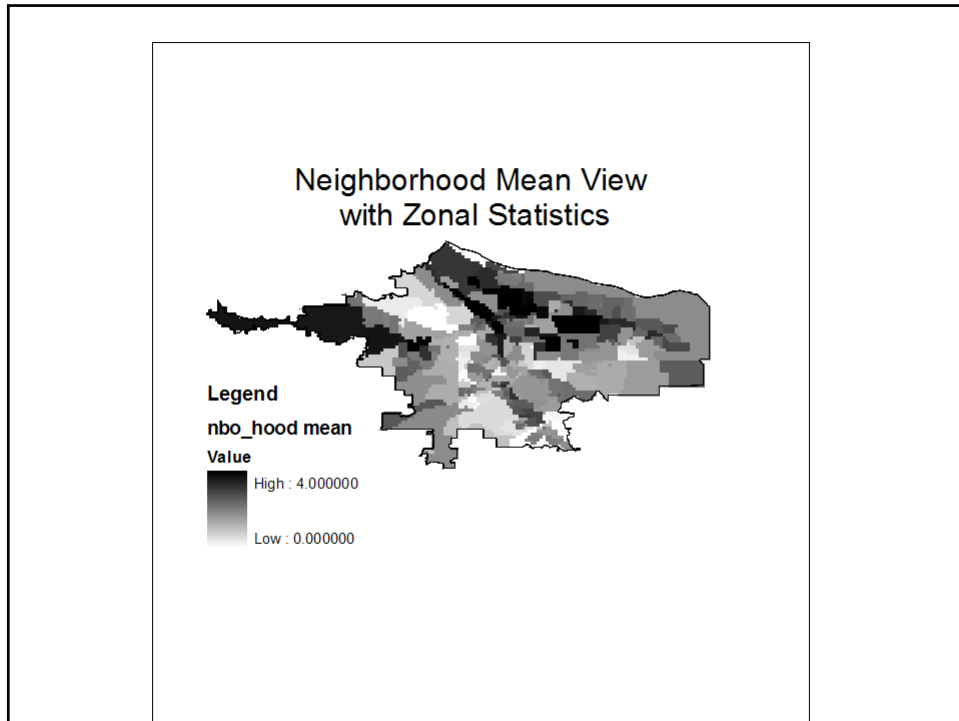 Neighborhood Mean View
with Zonal Statistics
Legend
nbo_hood mean
Value
High : 4.000000
Low : 0.000000